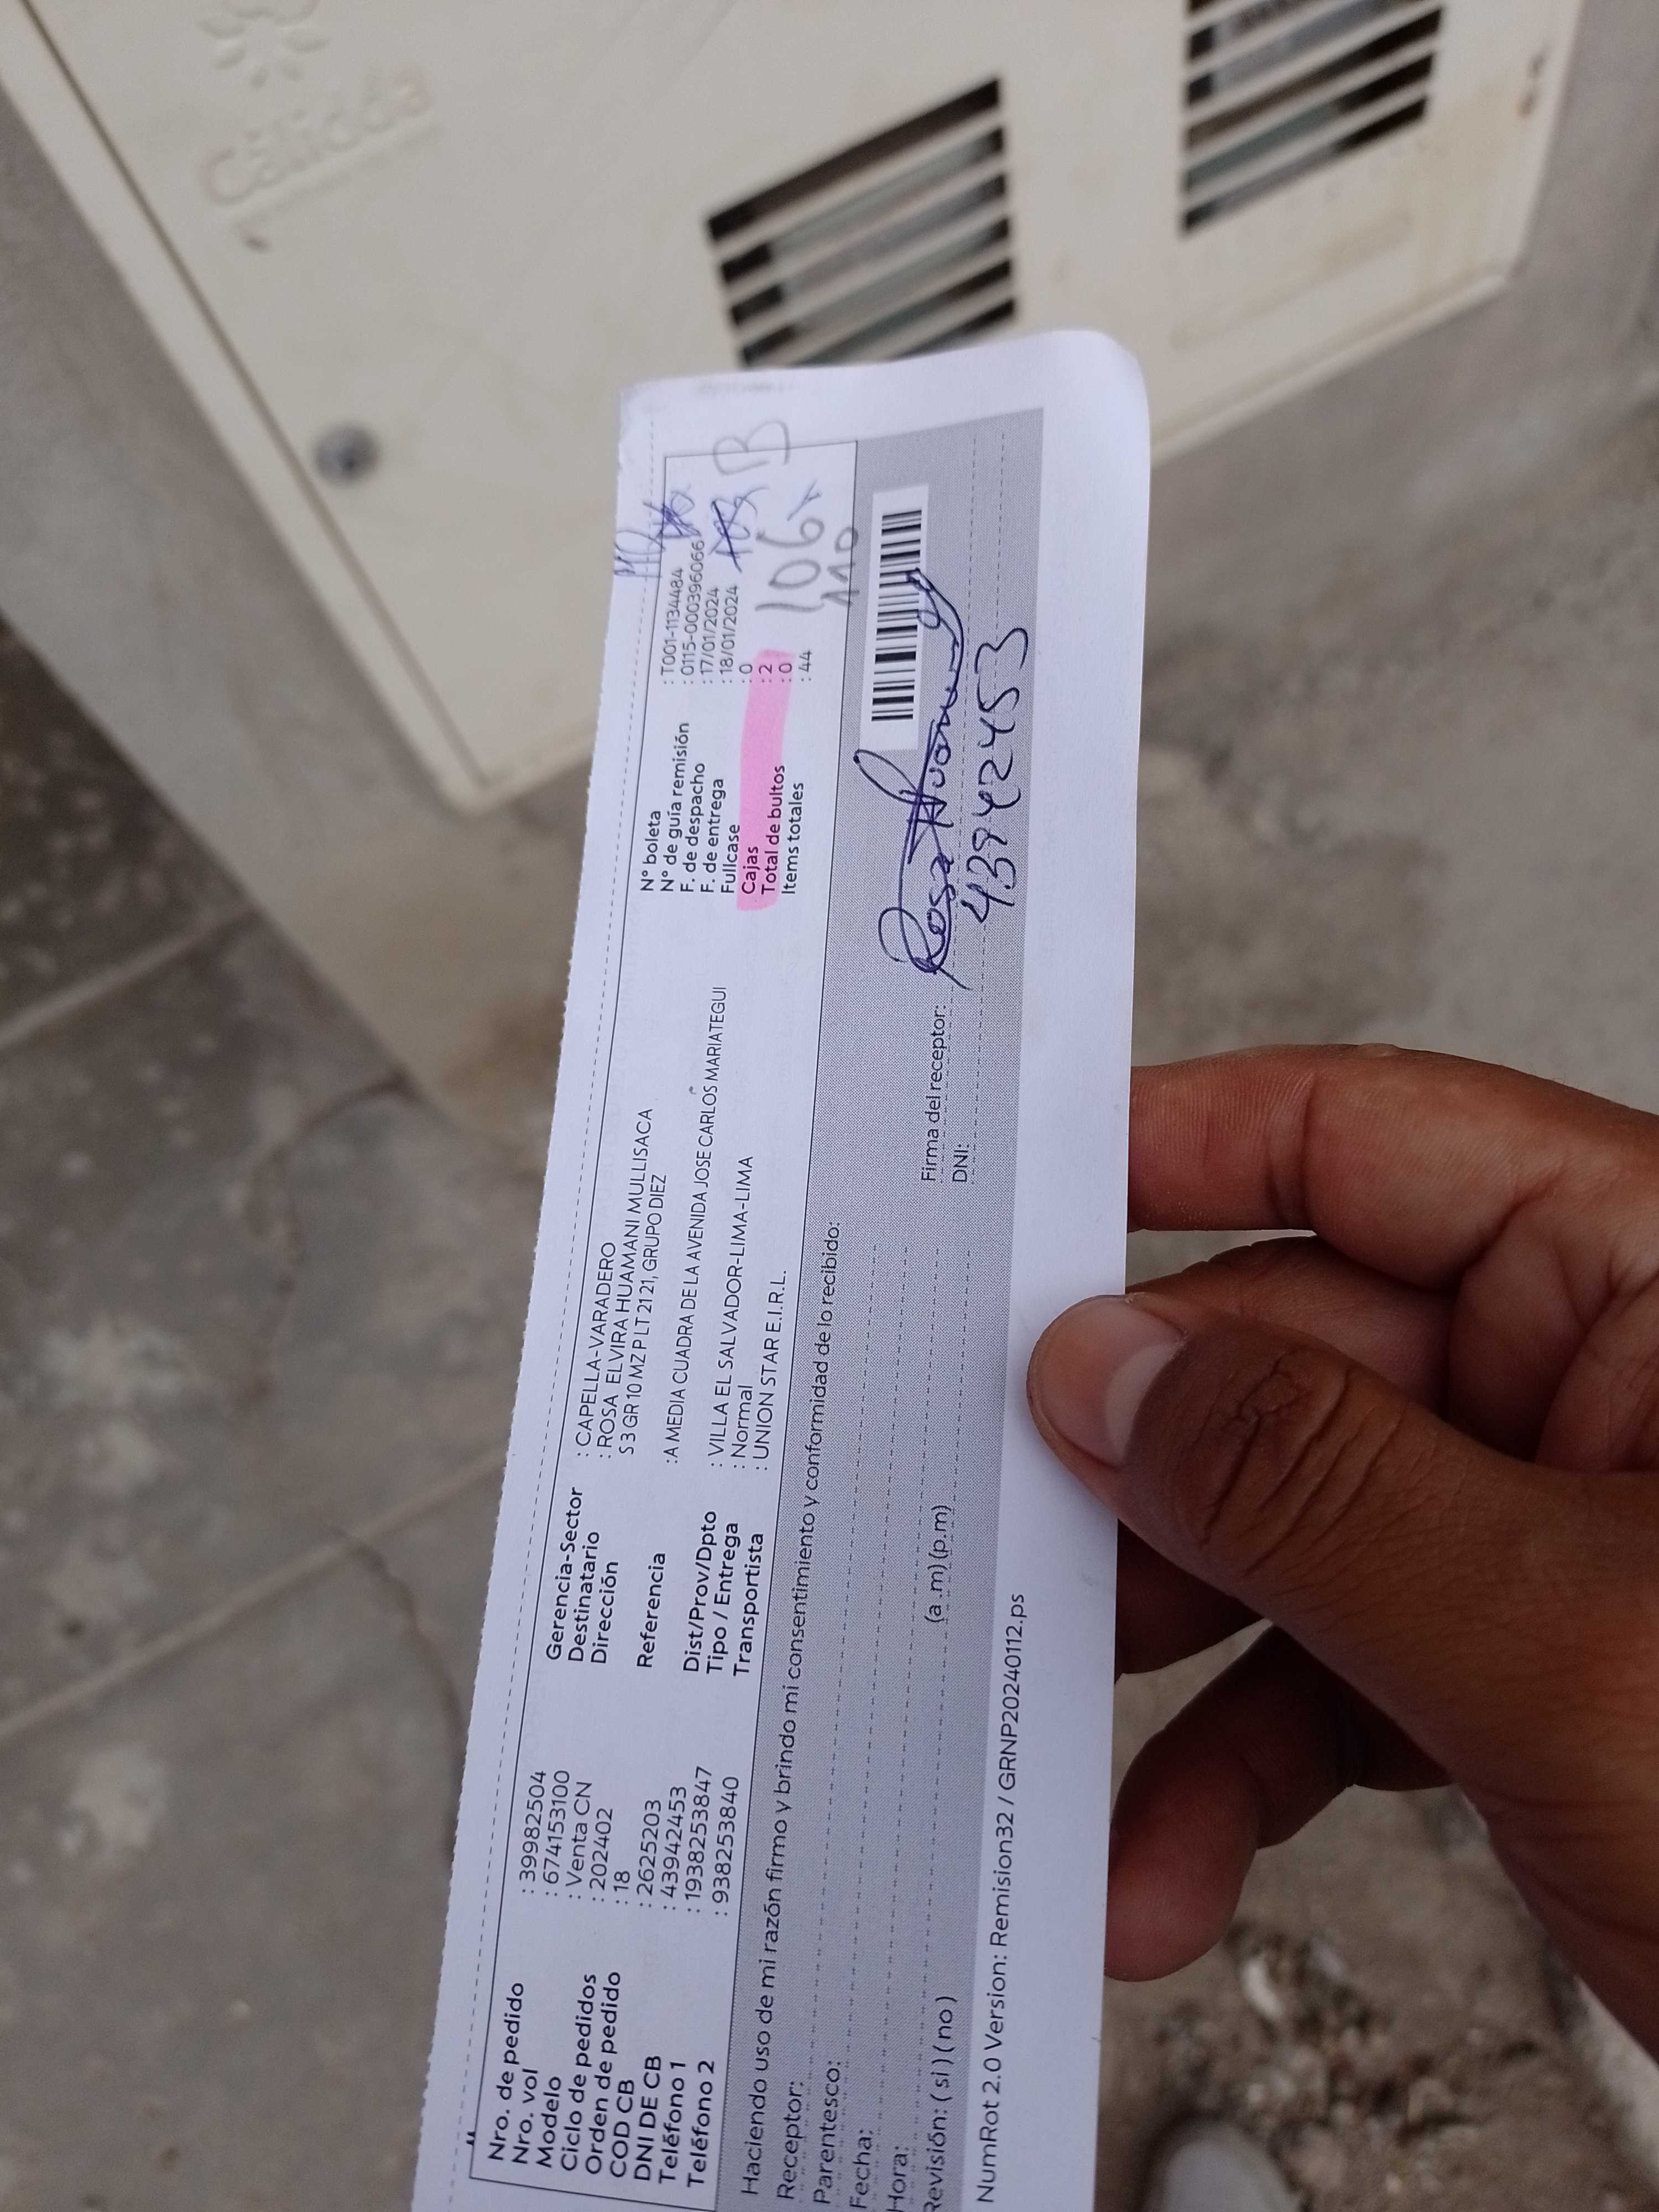 Cálidda
Nro. de pedido : 39982504
Nro. vol : 674153100
Modelo : Venta CN
Ciclo de pedidos : 202402
Orden de pedido : 18
COD CB : 2625203
DNI DE CB : 43942453
Teléfono 1 : 1938253847
Teléfono 2 : 938253840
Gerencia-Sector : CAPELLA-VARADERO
Destinatario : ROSA ELVIRA HUAMANI MULLISACA
Dirección S 3 GR 10 MZ P LT 21 21, GRUPO DIEZ
Referencia : A MEDIA CUADRA DE LA AVENIDA JOSE CARLOS MARIATEGUI
Dist/Prov/Dpto : VILLA EL SALVADOR-LIMA-LIMA
Tipo / Entrega : Normal
Transportista : UNION STAR E.I.R.L.
N° boleta : T001-1134484
N° de guía remisión : 0115-000396066
F. de despacho : 17/01/2024
F. de entrega : 18/01/2024
Fullcase : 0
Cajas : 2
Total de bultos : 0
Items totales : 44
B
106
Haciendo uso de mi razón firmo y brindo mi consentimiento y conformidad de lo recibido:
Receptor:
Parentesco:
Fecha:
Hora: (a .m) (p.m)
Revisión: ( si ) ( no )
Firma del receptor: Rosa Huamani
DNI: 43942453
NumRot 2.0 Version: Remision32 / GRNP20240112.ps